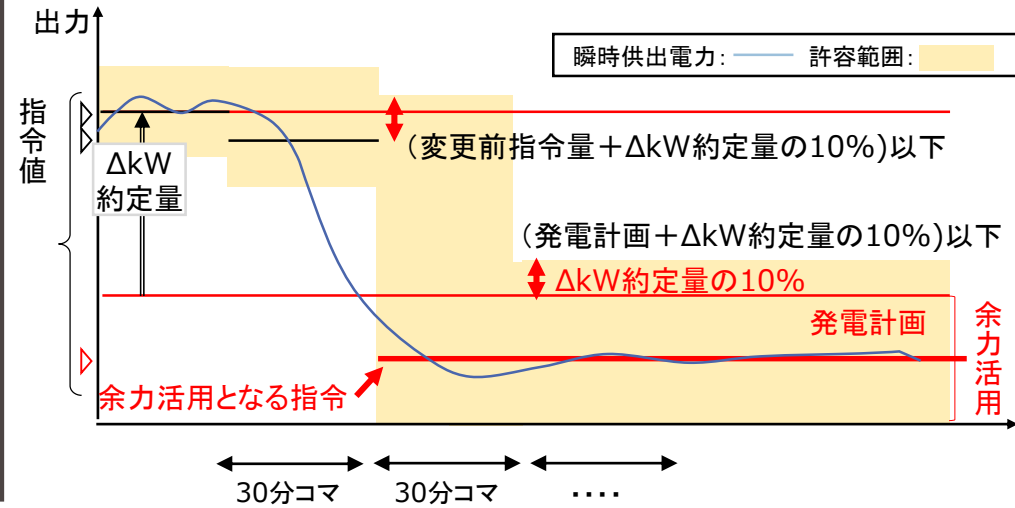 出力
瞬時供出電力: 許容範囲:
指令値
ΔkW
約定量
(変更前指令量+ΔkW約定量の10%)以下
(発電計画+ΔkW約定量の10%)以下
ΔkW約定量の10%
発電計画
余力活用
余力活用となる指令
30分コマ 30分コマ ‥‥